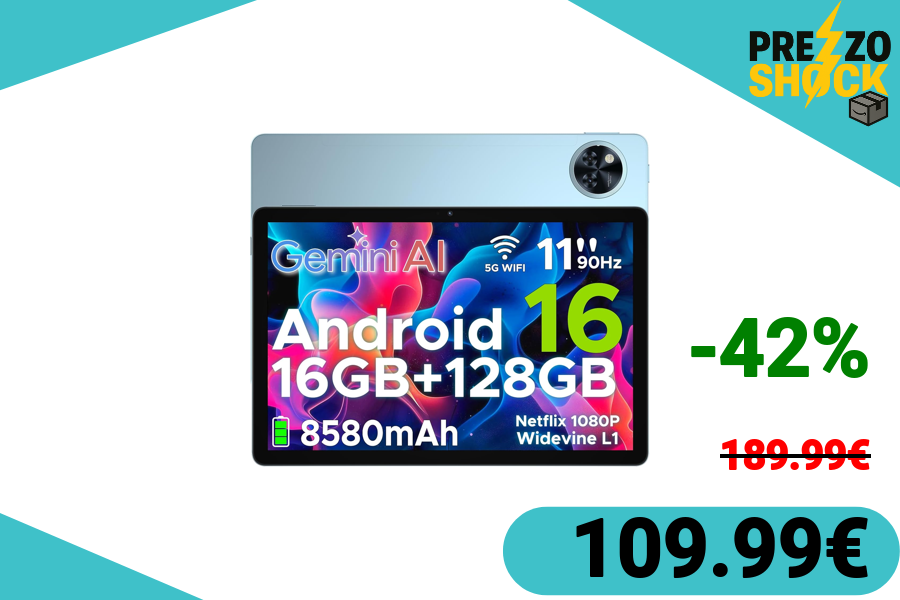 PREZZO
SHOCK
Gemini AI
5G WIFI
11''
90Hz
Android 16
16GB+128GB
8580mAh
Netflix 1080P
Widevine L1
-42%
189.99€
109.99€